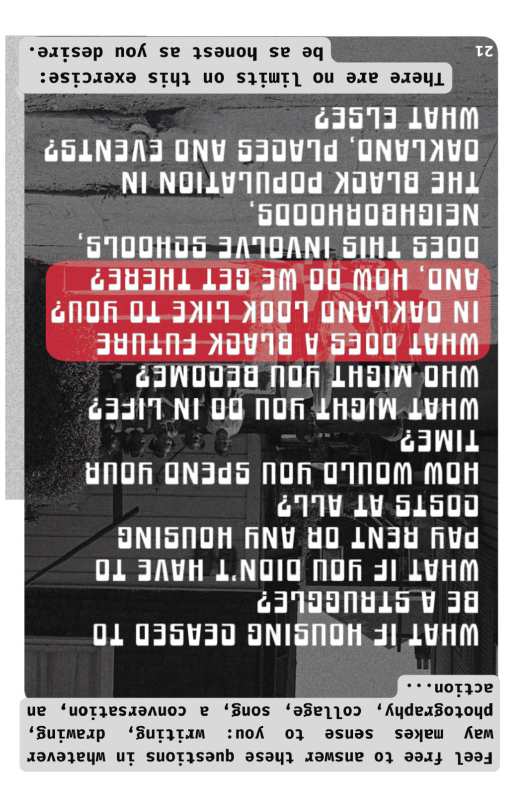 Feel free to answer these questions in whatever
way makes sense to you: writing, drawing,
photography, collage, song, a conversation, an
action...
WHAT IF HOUSING CEASED TO
BE A STRUGGLE?
WHAT IF YOU DIDN'T HAVE TO
PAY RENT OR ANY HOUSING
COSTS AT ALL?
HOW WOULD YOU SPEND YOUR
TIME?
WHAT MIGHT YOU DO IN LIFE?
WHO MIGHT YOU BECOME?
WHAT DOES A BLACK FUTURE
IN OAKLAND LOOK LIKE TO YOU?
AND, HOW DO WE GET THERE?
DOES THIS INVOLVE SCHOOLS,
NEIGHBORHOODS,
THE BLACK POPULATION IN
OAKLAND, PLACES AND EVENTS?
WHAT ELSE?
There are no limits on this exercise:
be as honest as you desire.
21